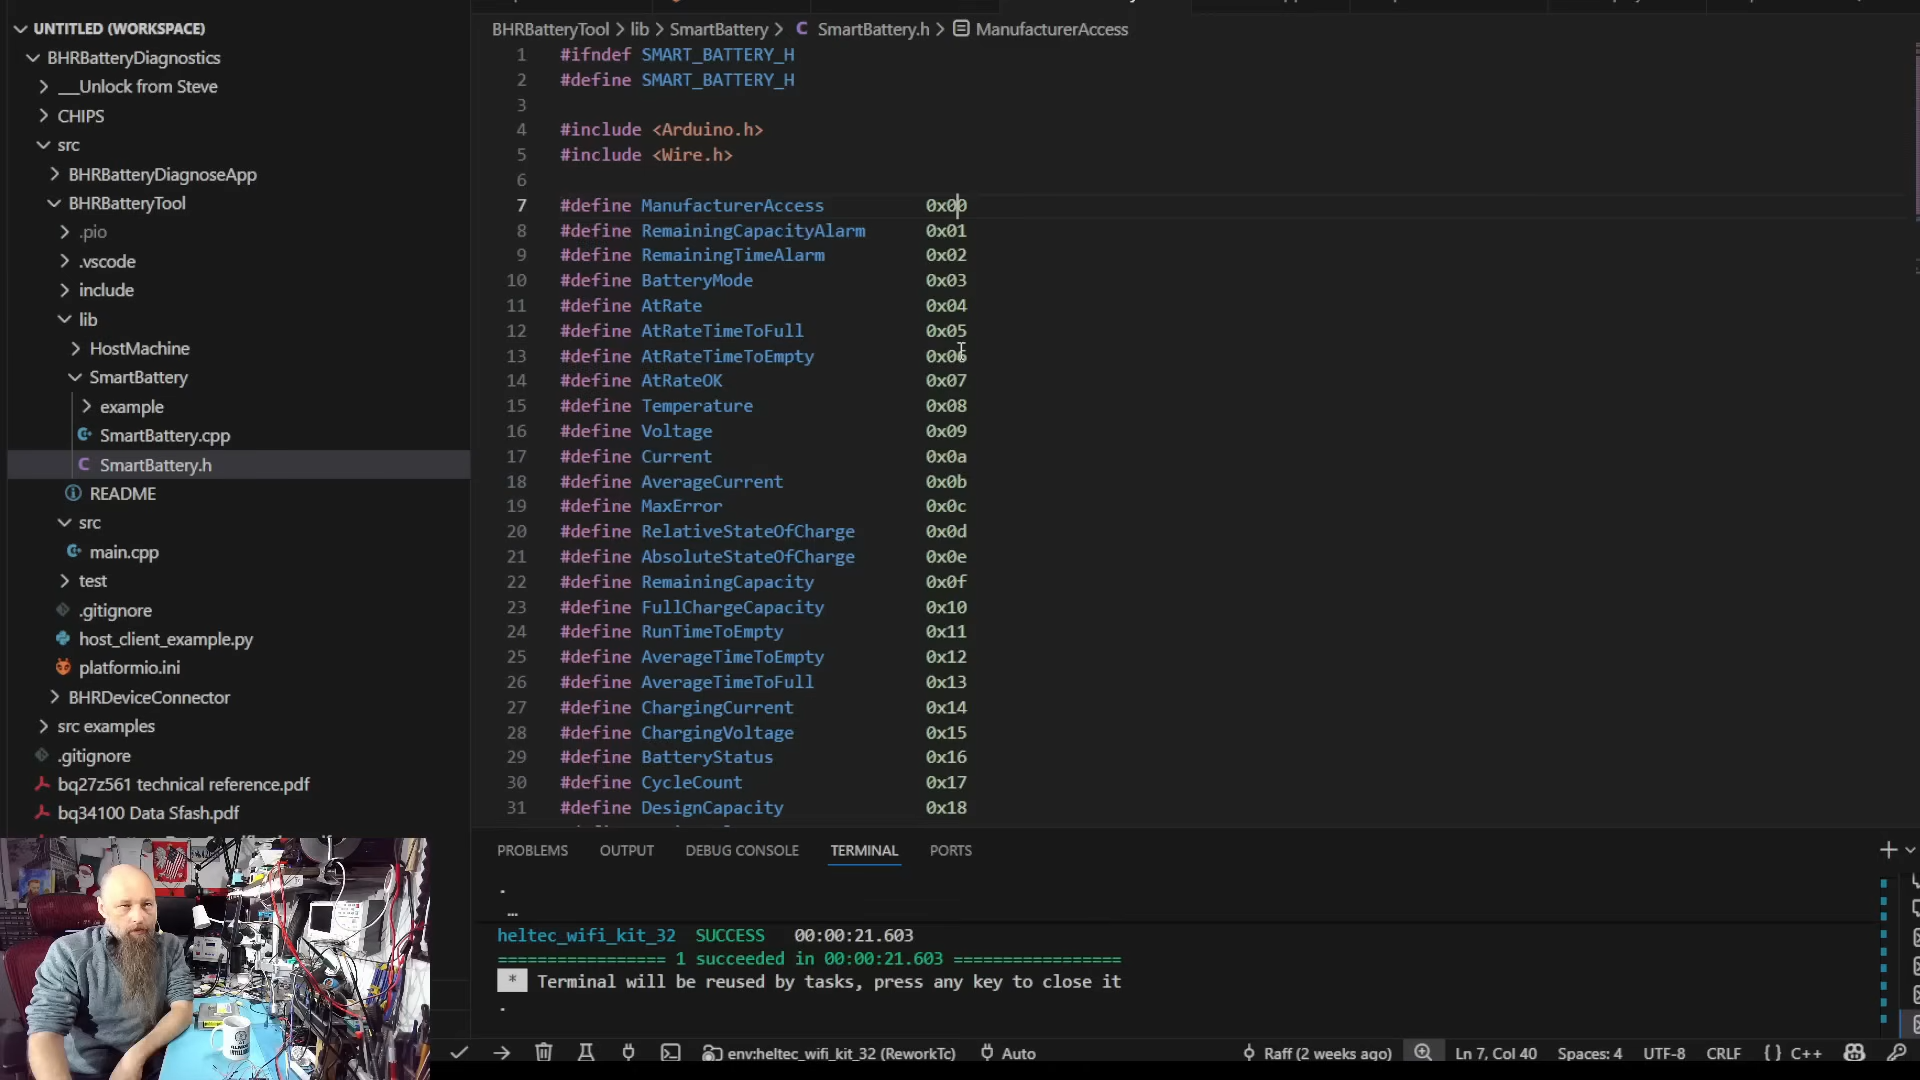 UNTITLED (WORKSPACE)
BHRBatteryDiagnostics
___Unlock from Steve
CHIPS
src
BHRBatteryDiagnoseApp
BHRBatteryTool
.pio
.vscode
include
lib
HostMachine
SmartBattery
example
SmartBattery.cpp
SmartBattery.h
README
src
main.cpp
test
.gitignore
host_client_example.py
platformio.ini
BHRDeviceConnector
src examples
.gitignore
bq27z561 technical reference.pdf
bq34100 Data Sfash.pdf
BHRBatteryTool > lib > SmartBattery > C SmartBattery.h > ManufacturerAccess
1 #ifndef SMART_BATTERY_H
2 #define SMART_BATTERY_H
3
4 #include <Arduino.h>
5 #include <Wire.h>
6
7 #define ManufacturerAccess 0x00
8 #define RemainingCapacityAlarm 0x01
9 #define RemainingTimeAlarm 0x02
10 #define BatteryMode 0x03
11 #define AtRate 0x04
12 #define AtRateTimeToFull 0x05
13 #define AtRateTimeToEmpty 0x06
14 #define AtRateOK 0x07
15 #define Temperature 0x08
16 #define Voltage 0x09
17 #define Current 0x0a
18 #define AverageCurrent 0x0b
19 #define MaxError 0x0c
20 #define RelativeStateOfCharge 0x0d
21 #define AbsoluteStateOfCharge 0x0e
22 #define RemainingCapacity 0x0f
23 #define FullChargeCapacity 0x10
24 #define RunTimeToEmpty 0x11
25 #define AverageTimeToEmpty 0x12
26 #define AverageTimeToFull 0x13
27 #define ChargingCurrent 0x14
28 #define ChargingVoltage 0x15
29 #define BatteryStatus 0x16
30 #define CycleCount 0x17
31 #define DesignCapacity 0x18
PROBLEMS OUTPUT DEBUG CONSOLE TERMINAL PORTS
.
…
heltec_wifi_kit_32 SUCCESS 00:00:21.603
================= 1 succeeded in 00:00:21.603 =================
* Terminal will be reused by tasks, press any key to close it
.
env:heltec_wifi_kit_32 (ReworkTc) Auto Raff (2 weeks ago) Ln 7, Col 40 Spaces: 4 UTF-8 CRLF {} C++